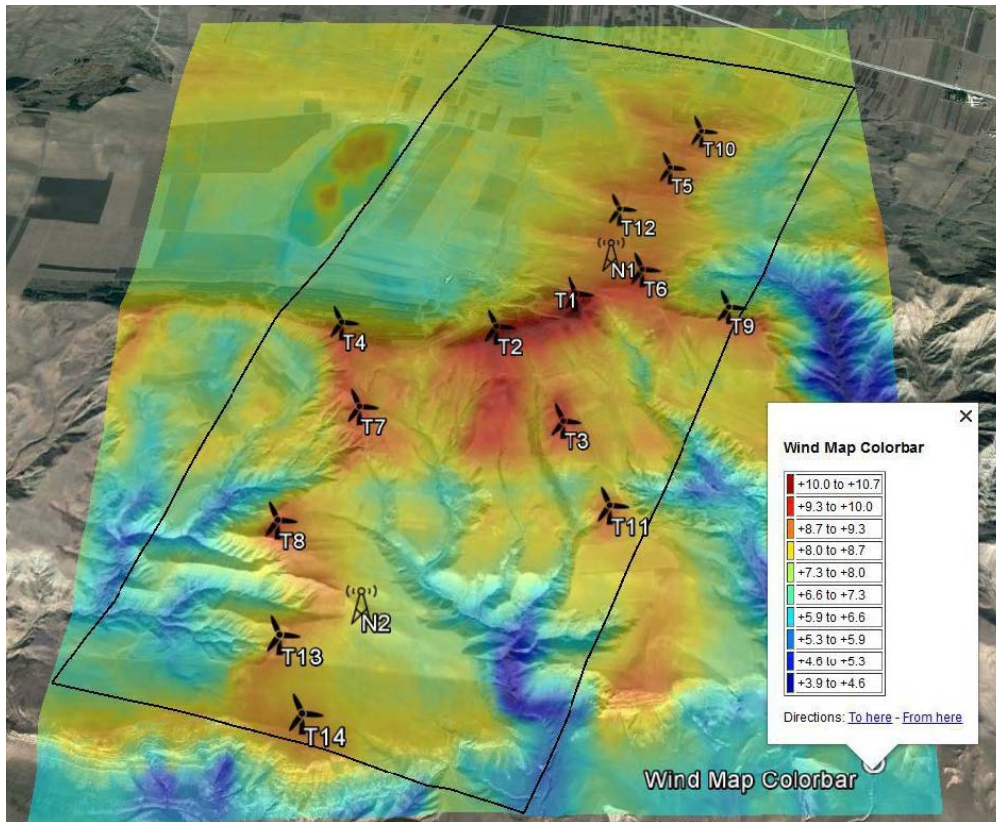 T10
T5
T12
N1
T6
T1
T9
T4
T2
T7
T3
T11
T8
N2
T13
T14
Wind Map Colorbar
+10.0 to +10.7
+9.3 to +10.0
+8.7 to +9.3
+8.0 to +8.7
+7.3 to +8.0
+6.6 to +7.3
+5.9 to +6.6
+5.3 to +5.9
+4.6 to +5.3
+3.9 to +4.6
Directions: To here - From here
Wind Map Colorbar